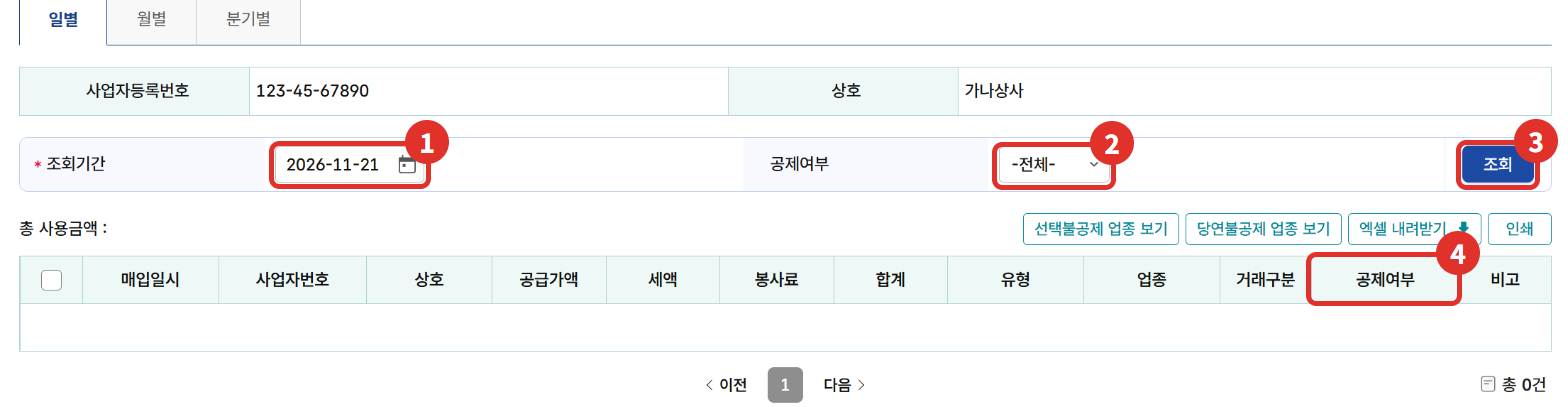 일별 월별 분기별
사업자등록번호 123-45-67890 상호 가나상사
* 조회기간 2026-11-21 1 공제여부 -전체- 2 조회 3
총 사용금액 : 선택불공제 업종 보기 당연불공제 업종 보기 엑셀 내려받기 인쇄
4
매입일시 사업자번호 상호 공급가액 세액 봉사료 합계 유형 업종 거래구분 공제여부 비고
< 이전 1 다음 > 총 0건